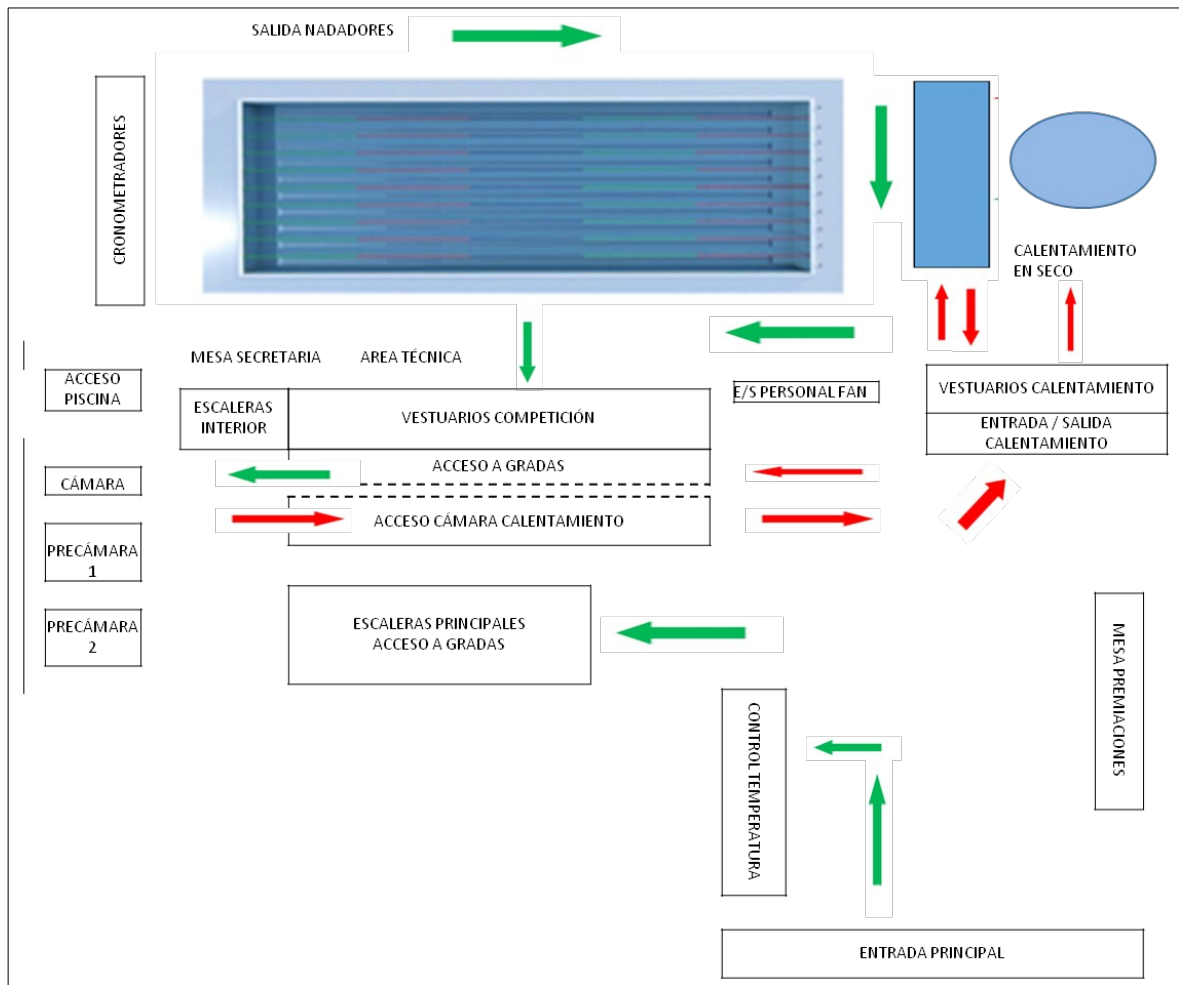 SALIDA NADADORES
CRONOMETRADORES
CALENTAMIENTO
EN SECO
MESA SECRETARIA
AREA TÉCNICA
ACCESO
PISCINA
ESCALERAS
INTERIOR
VESTUARIOS COMPETICIÓN
E/S PERSONAL FAN
VESTUARIOS CALENTAMIENTO
ENTRADA / SALIDA
CALENTAMIENTO
ACCESO A GRADAS
CÁMARA
ACCESO CÁMARA CALENTAMIENTO
PRECÁMARA
1
PRECÁMARA
2
ESCALERAS PRINCIPALES
ACCESO A GRADAS
MESA PREMIACIONES
CONTROL TEMPERATURA
ENTRADA PRINCIPAL